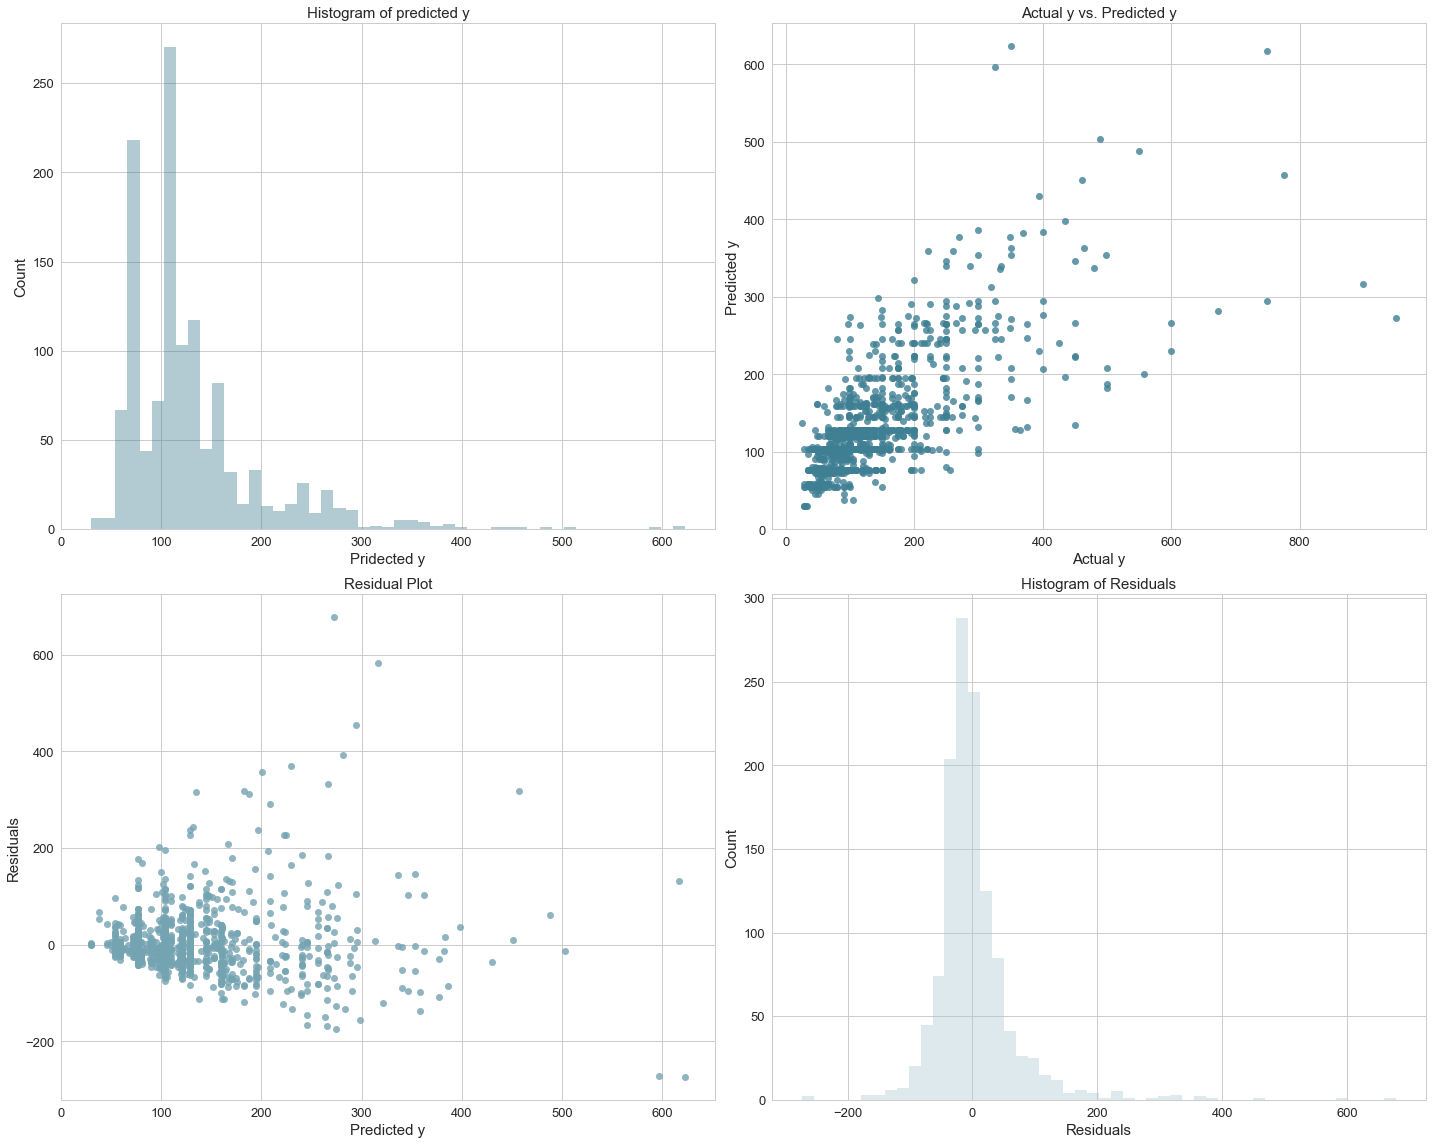 Histogram of predicted y
250
200
150
100
50
0
Count
0 100 200 300 400 500 600
Pridected y
Actual y vs. Predicted y
600
500
400
300
200
100
0
Predicted y
0 200 400 600 800
Actual y
Residual Plot
600
400
200
0
−200
Residuals
0 100 200 300 400 500 600
Predicted y
Histogram of Residuals
300
250
200
150
100
50
0
Count
−200 0 200 400 600
Residuals